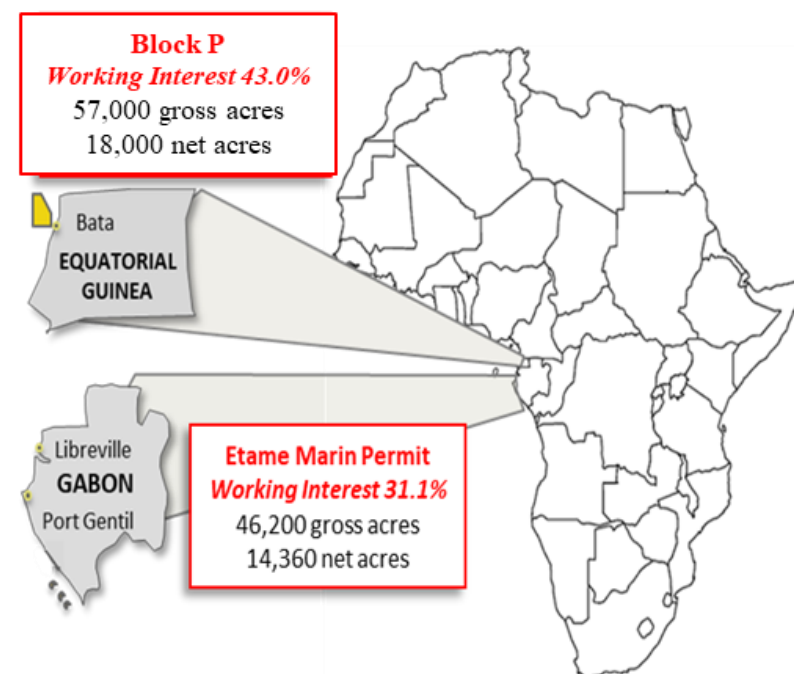 Block P
Working Interest 43.0%
57,000 gross acres
18,000 net acres
Bata
EQUATORIAL
GUINEA
Libreville
GABON
Port Gentil
Etame Marin Permit
Working Interest 31.1%
46,200 gross acres
14,360 net acres